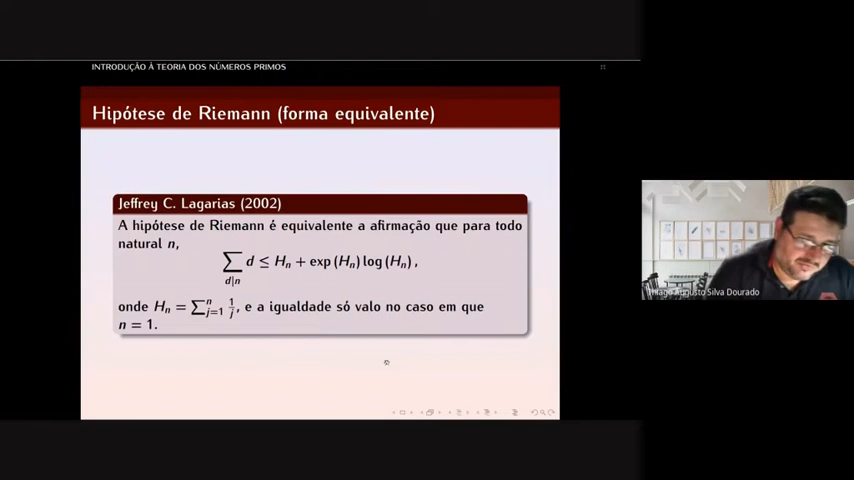 INTRODUÇÃO À TEORIA DOS NÚMEROS PRIMOS
Hipótese de Riemann (forma equivalente)
Jeffrey C. Lagarias (2002)
A hipótese de Riemann é equivalente a afirmação que para todo
natural n,
∑_{d|n} d ≤ H_n + exp (H_n) log (H_n) ,
onde H_n = ∑_{j=1}^{n} 1/j, e a igualdade só valo no caso em que
n = 1.
Thiago Augusto Silva Dourado